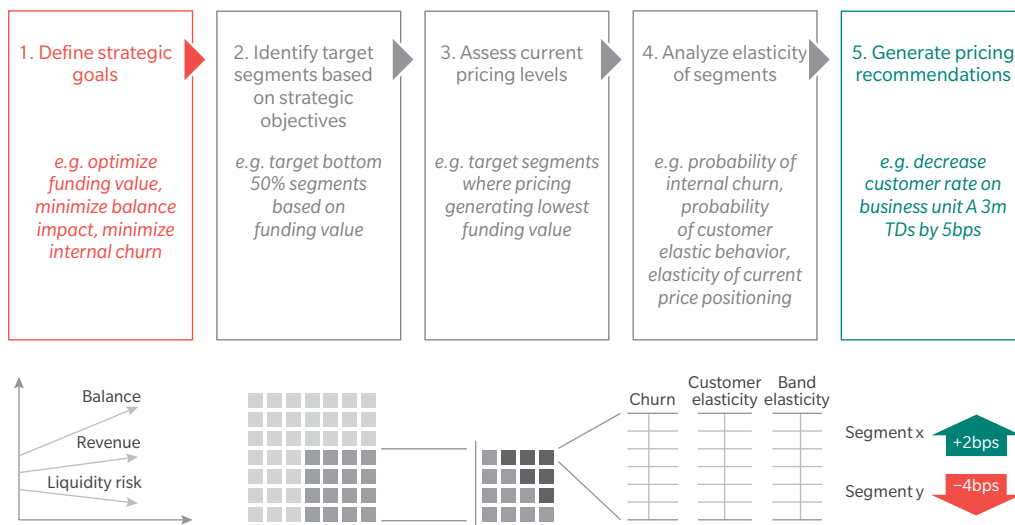 1. Define strategic
goals
e.g. optimize
funding value,
minimize balance
impact, minimize
internal churn
2. Identify target
segments based
on strategic
objectives
e.g. target bottom
50% segments
based on
funding value
3. Assess current
pricing levels
e.g. target segments
where pricing
generating lowest
funding value
4. Analyze elasticity
of segments
e.g. probability of
internal churn,
probability
of customer
elastic behavior,
elasticity of current
price positioning
5. Generate pricing
recommendations
e.g. decrease
customer rate on
business unit A 3m
TDs by 5bps
Balance
Revenue
Liquidity risk
Churn
Customer
elasticity
Band
elasticity
Segment x
+2bps
Segment y
−4bps